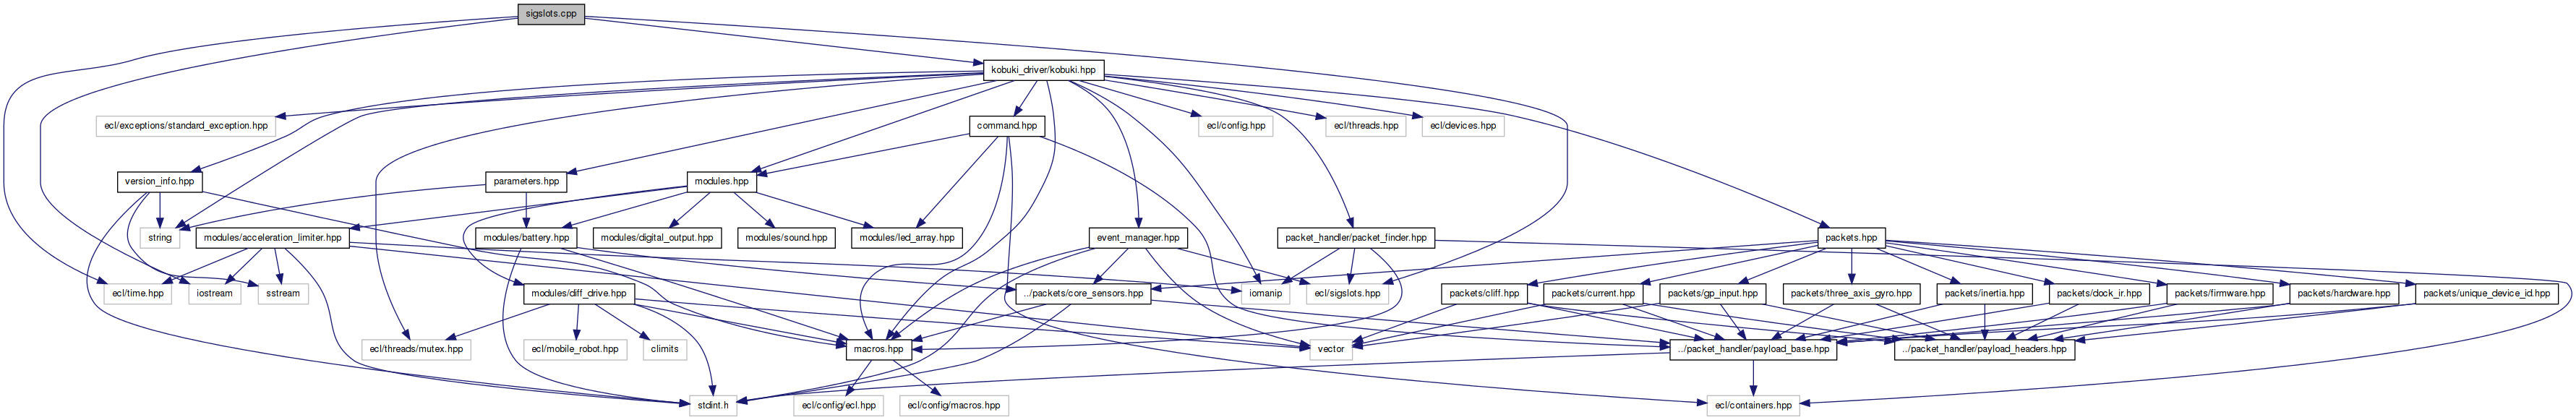 sigslots.cpp
kobuki_driver/kobuki.hpp
ecl/exceptions/standard_exception.hpp
command.hpp
ecl/config.hpp
ecl/threads.hpp
ecl/devices.hpp
version_info.hpp
parameters.hpp
modules.hpp
string
modules/acceleration_limiter.hpp
modules/battery.hpp
modules/digital_output.hpp
modules/sound.hpp
modules/led_array.hpp
event_manager.hpp
packet_handler/packet_finder.hpp
packets.hpp
ecl/time.hpp
iostream
sstream
modules/diff_drive.hpp
../packets/core_sensors.hpp
iomanip
ecl/sigslots.hpp
packets/cliff.hpp
packets/current.hpp
packets/gp_input.hpp
packets/three_axis_gyro.hpp
packets/inertia.hpp
packets/dock_ir.hpp
packets/firmware.hpp
packets/hardware.hpp
packets/unique_device_id.hpp
ecl/threads/mutex.hpp
ecl/mobile_robot.hpp
climits
macros.hpp
vector
../packet_handler/payload_base.hpp
../packet_handler/payload_headers.hpp
stdint.h
ecl/config/ecl.hpp
ecl/config/macros.hpp
ecl/containers.hpp